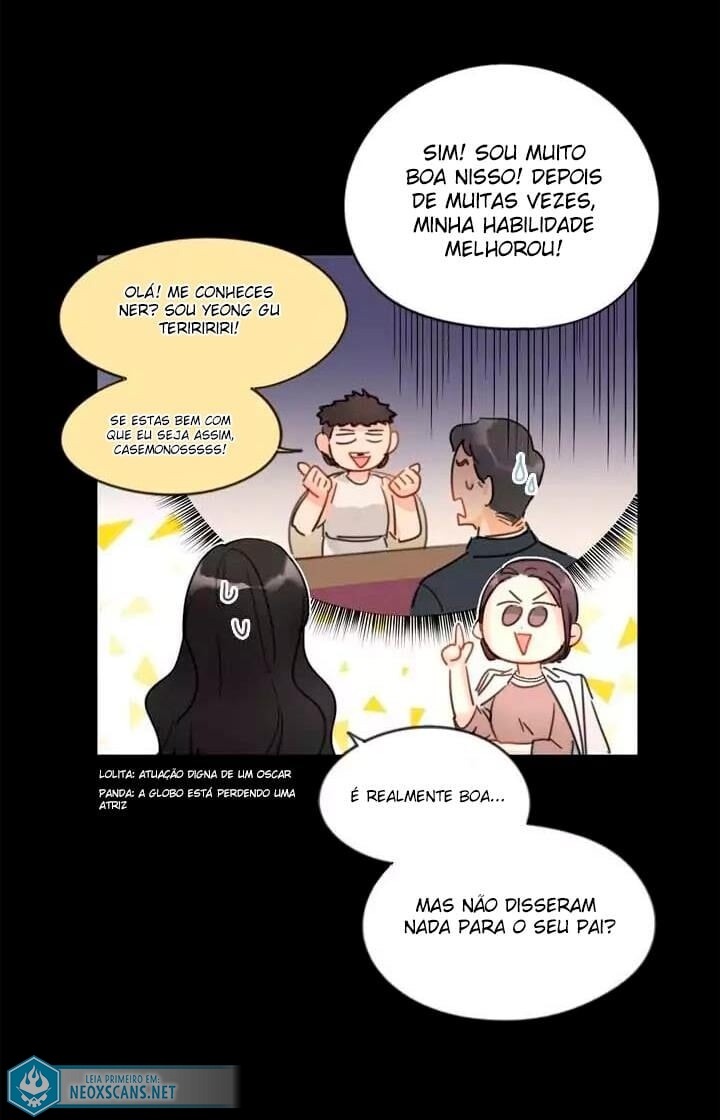 SIM! SOU MUITO
BOA NISSO! DEPOIS
DE MUITAS VEZES,
MINHA HABILIDADE
MELHOROU!
OLÁ! ME CONHECES
NER? SOU YEONG GU
TERIRIRIRI!
SE ESTAS BEM COM
QUE EU SEJA ASSIM,
CASEMONOSSSSS!
LOLITA: ATUAÇÃO DIGNA DE UM OSCAR
PANDA: A GLOBO ESTÁ PERDENDO UMA
ATRIZ
É REALMENTE BOA...
MAS NÃO DISSERAM
NADA PARA O SEU PAI?
LEIA PRIMEIRO EM:
NEOXSCANS.NET